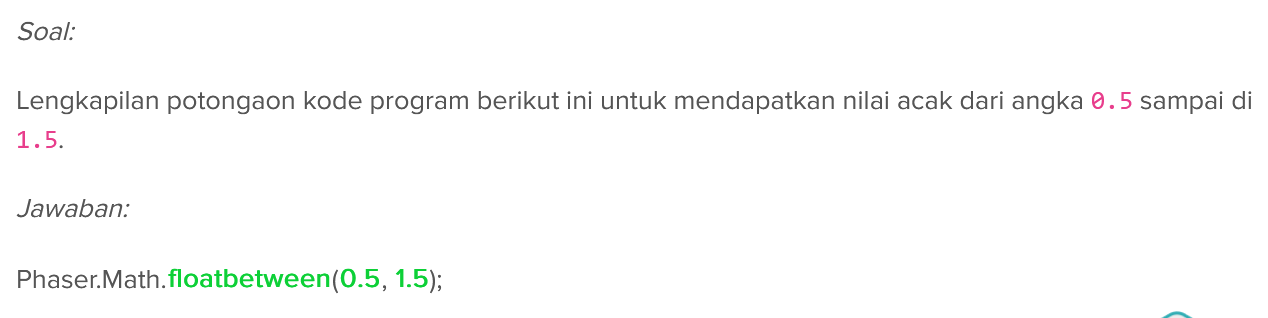 Soal:
Lengkapilan potongaon kode program berikut ini untuk mendapatkan nilai acak dari angka 0.5 sampai di
1.5.
Jawaban:
Phaser.Math.floatbetween(0.5, 1.5);